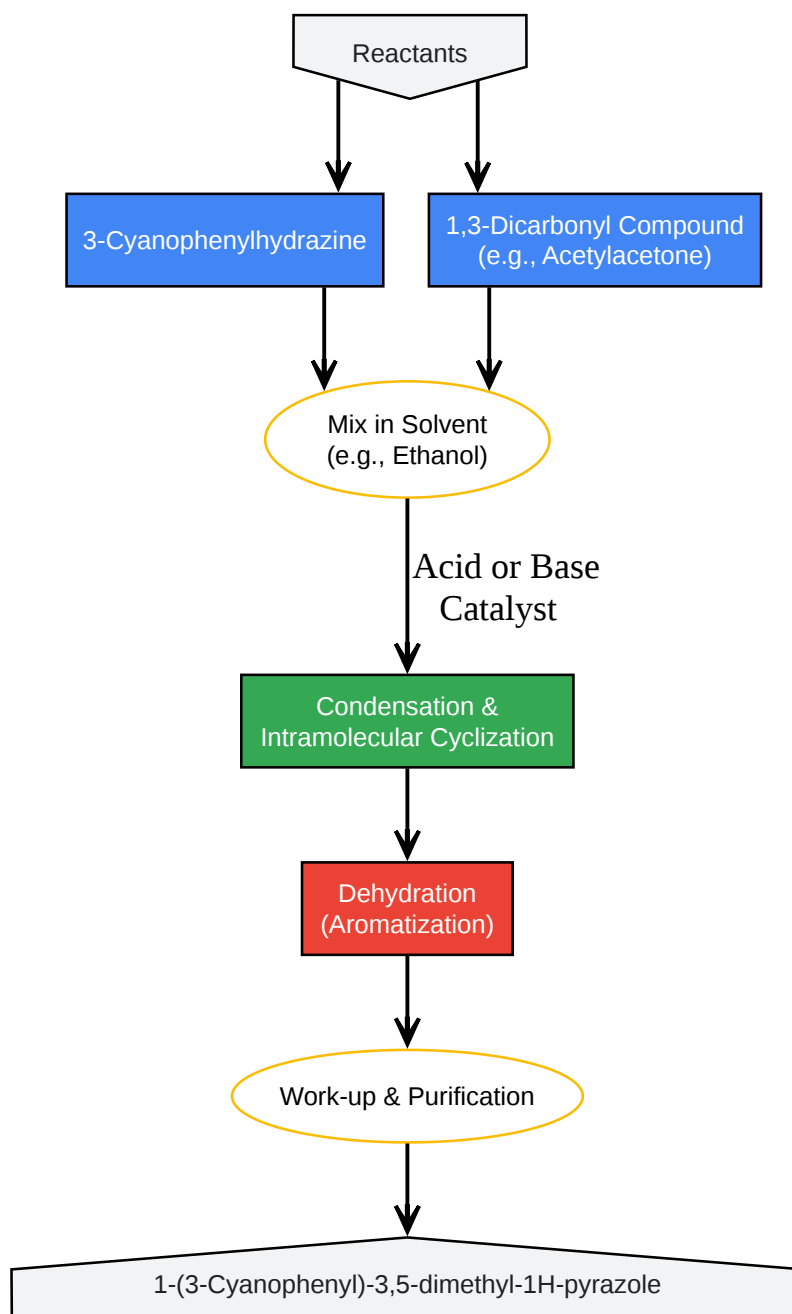 Reactants
3-Cyanophenylhydrazine
1,3-Dicarbonyl Compound
(e.g., Acetylacetone)
Mix in Solvent
(e.g., Ethanol)
Acid or Base
Catalyst
Condensation &
Intramolecular Cyclization
Dehydration
(Aromatization)
Work-up & Purification
1-(3-Cyanophenyl)-3,5-dimethyl-1H-pyrazole